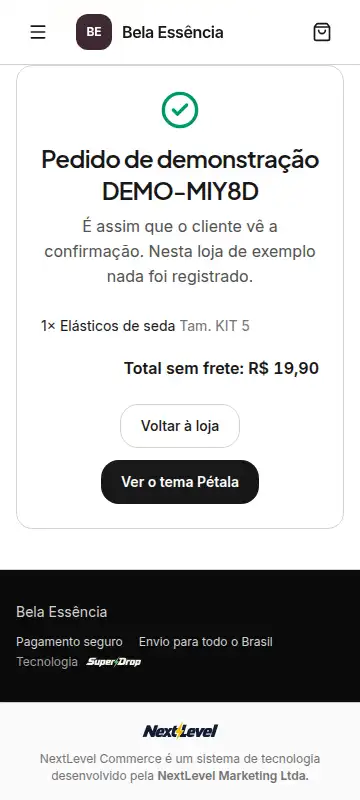 BE Bela Essência
Pedido de demonstração
DEMO-MIY8D
É assim que o cliente vê a
confirmação. Nesta loja de exemplo
nada foi registrado.
1× Elásticos de seda Tam. KIT 5
Total sem frete: R$ 19,90
Voltar à loja
Ver o tema Pétala
Bela Essência
Pagamento seguro Envio para todo o Brasil
Tecnologia Super/Drop
NextLevel
NextLevel Commerce é um sistema de tecnologia
desenvolvido pela NextLevel Marketing Ltda.